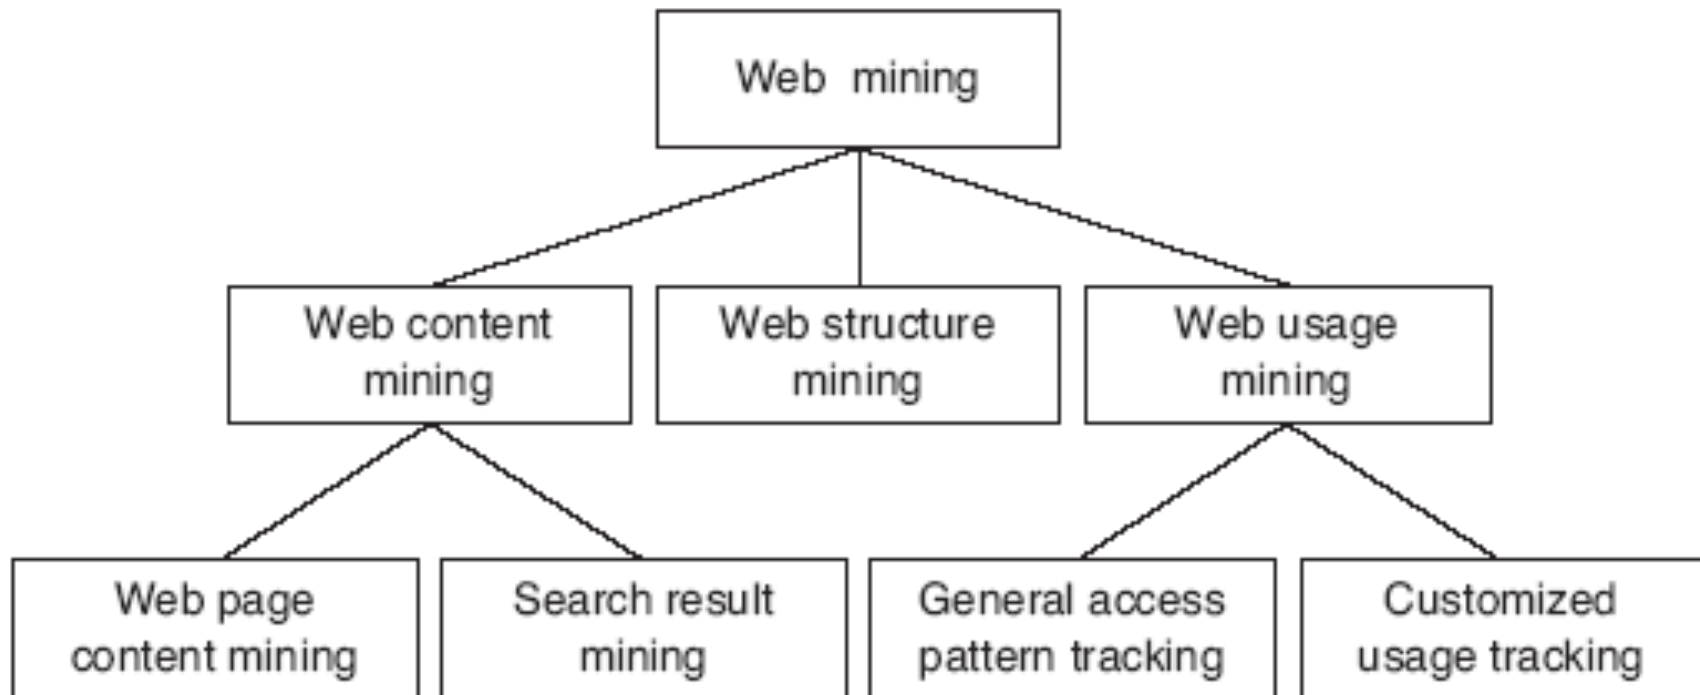 Web mining
Web content
mining
Web structure
mining
Web usage
mining
Web page
content mining
Search result
mining
General access
pattern tracking
Customized
usage tracking